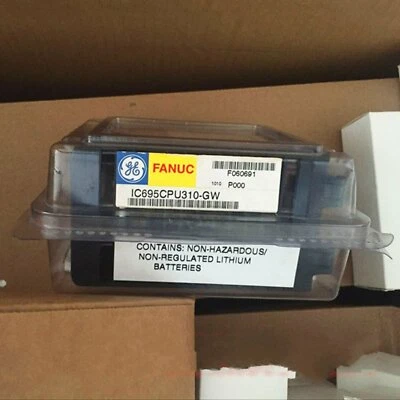 GE FANUC
F060691
1010 P000
IC695CPU310-GW
CONTAINS: NON-HAZARDOUS/
NON-REGULATED LITHIUM
BATTERIES